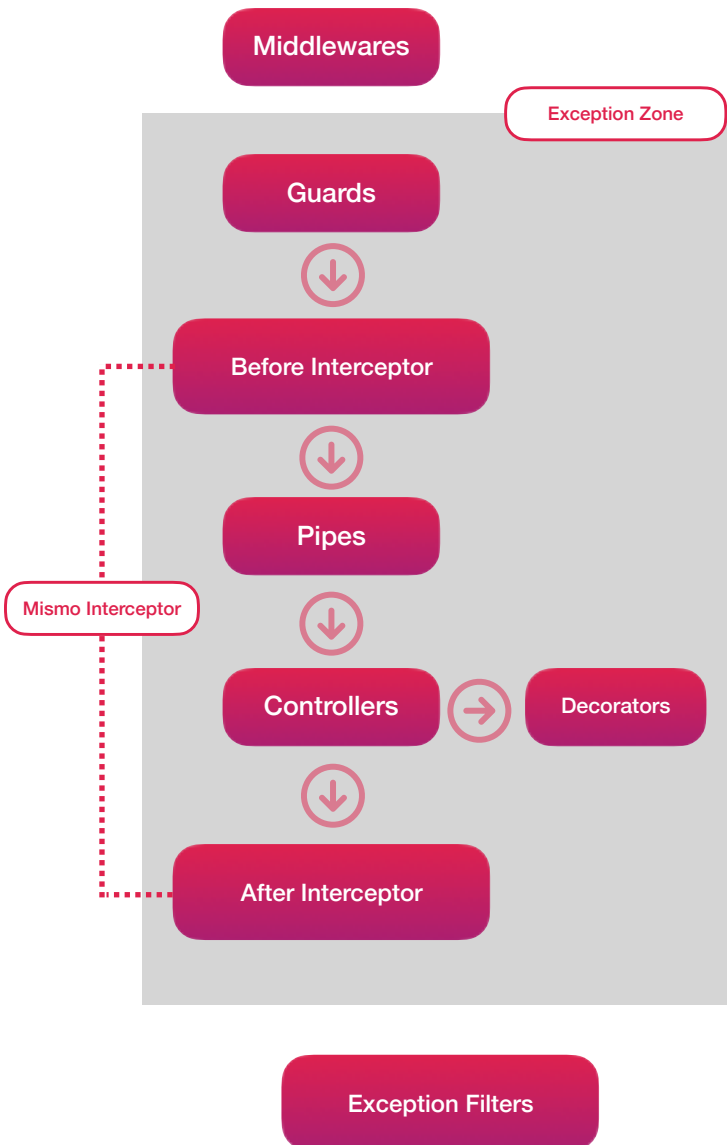 Middlewares
Exception Zone
Guards
Before Interceptor
Pipes
Mismo Interceptor
Controllers
Decorators
After Interceptor
Exception Filters